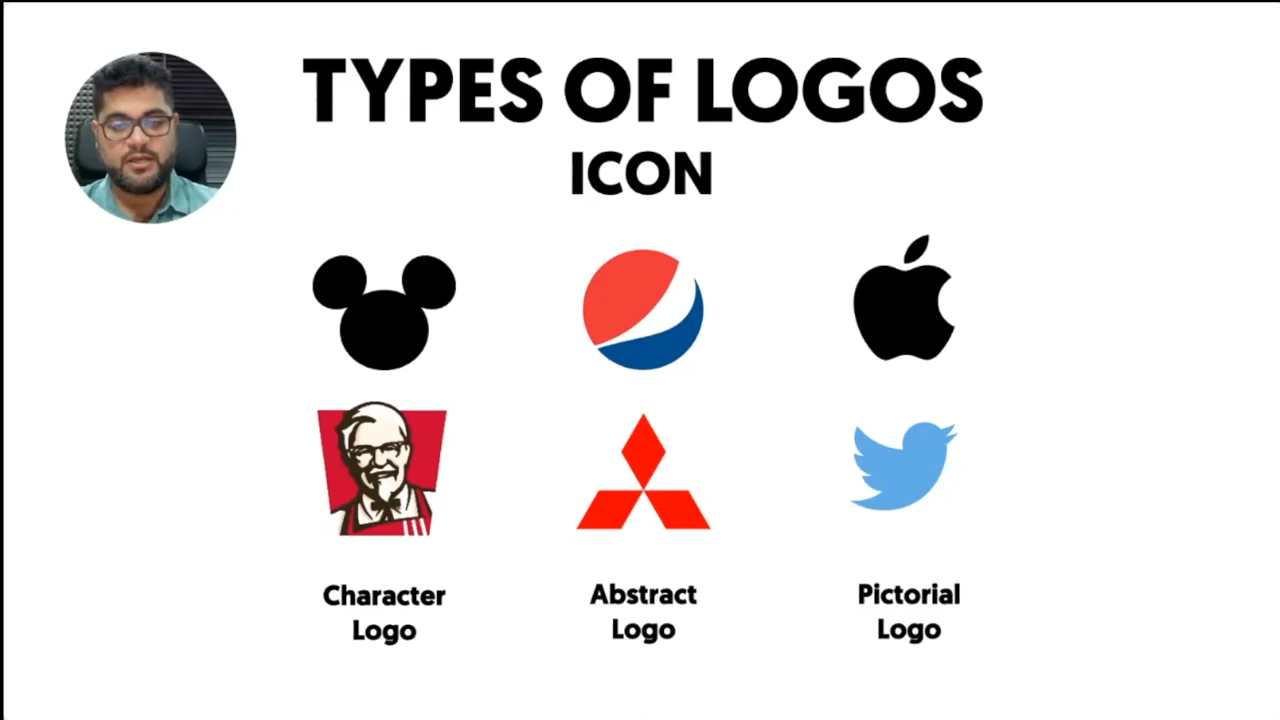 TYPES OF LOGOS
ICON
Character
Logo
Abstract
Logo
Pictorial
Logo